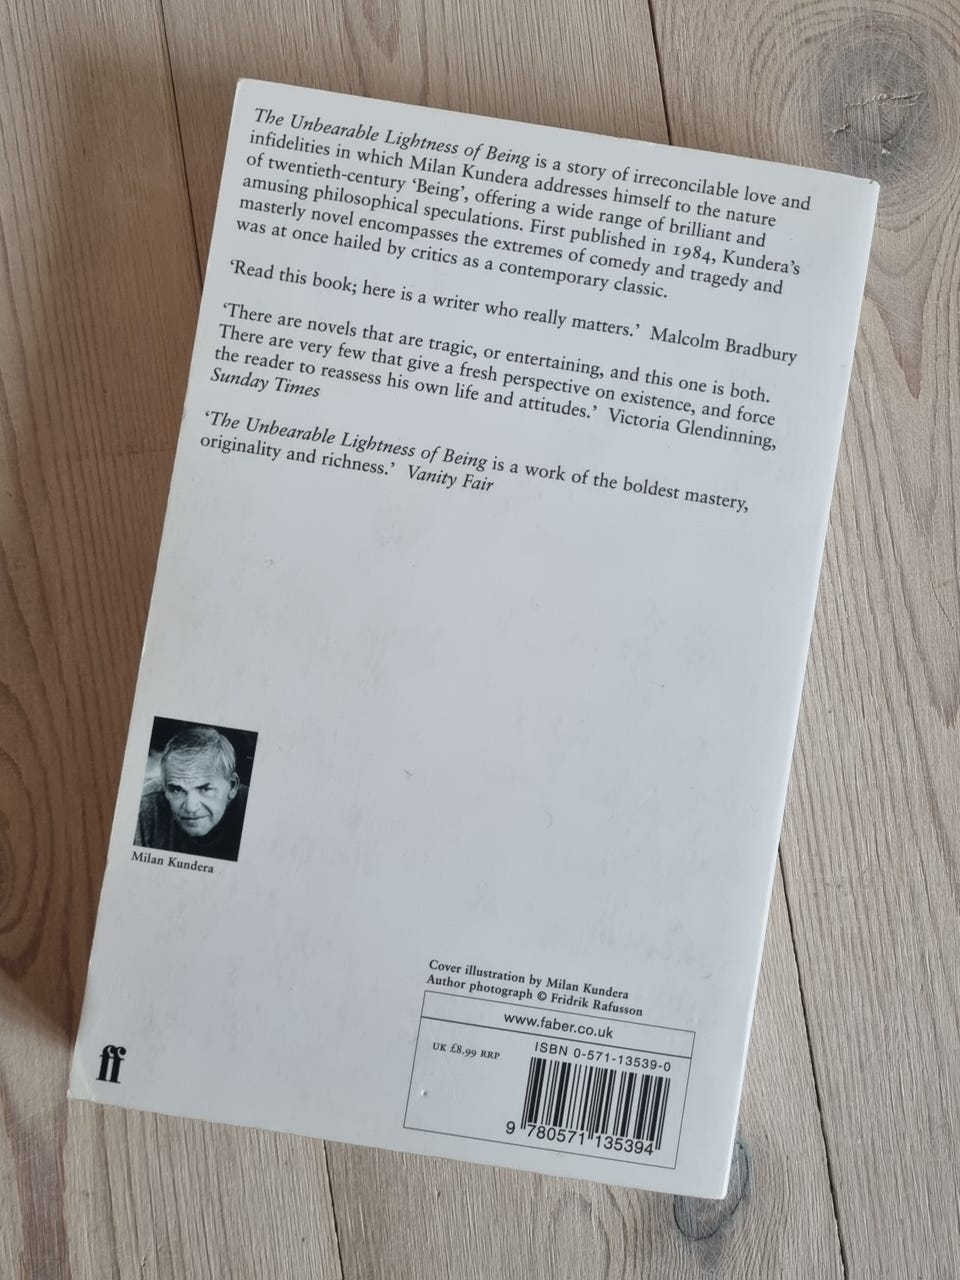 The Unbearable Lightness of Being is a story of irreconcilable love and
infidelities in which Milan Kundera addresses himself to the nature
of twentieth-century ‘Being’, offering a wide range of brilliant and
amusing philosophical speculations. First published in 1984, Kundera’s
masterly novel encompasses the extremes of comedy and tragedy and
was at once hailed by critics as a contemporary classic.
‘Read this book; here is a writer who really matters.’ Malcolm Bradbury
‘There are novels that are tragic, or entertaining, and this one is both.
There are very few that give a fresh perspective on existence, and force
the reader to reassess his own life and attitudes.’ Victoria Glendinning,
Sunday Times
‘The Unbearable Lightness of Being is a work of the boldest mastery,
originality and richness.’ Vanity Fair
Milan Kundera
Cover illustration by Milan Kundera
Author photograph © Fridrik Rafusson
www.faber.co.uk
UK £8.99 RRP
ISBN 0-571-13539-0
9 780571 135394
ff